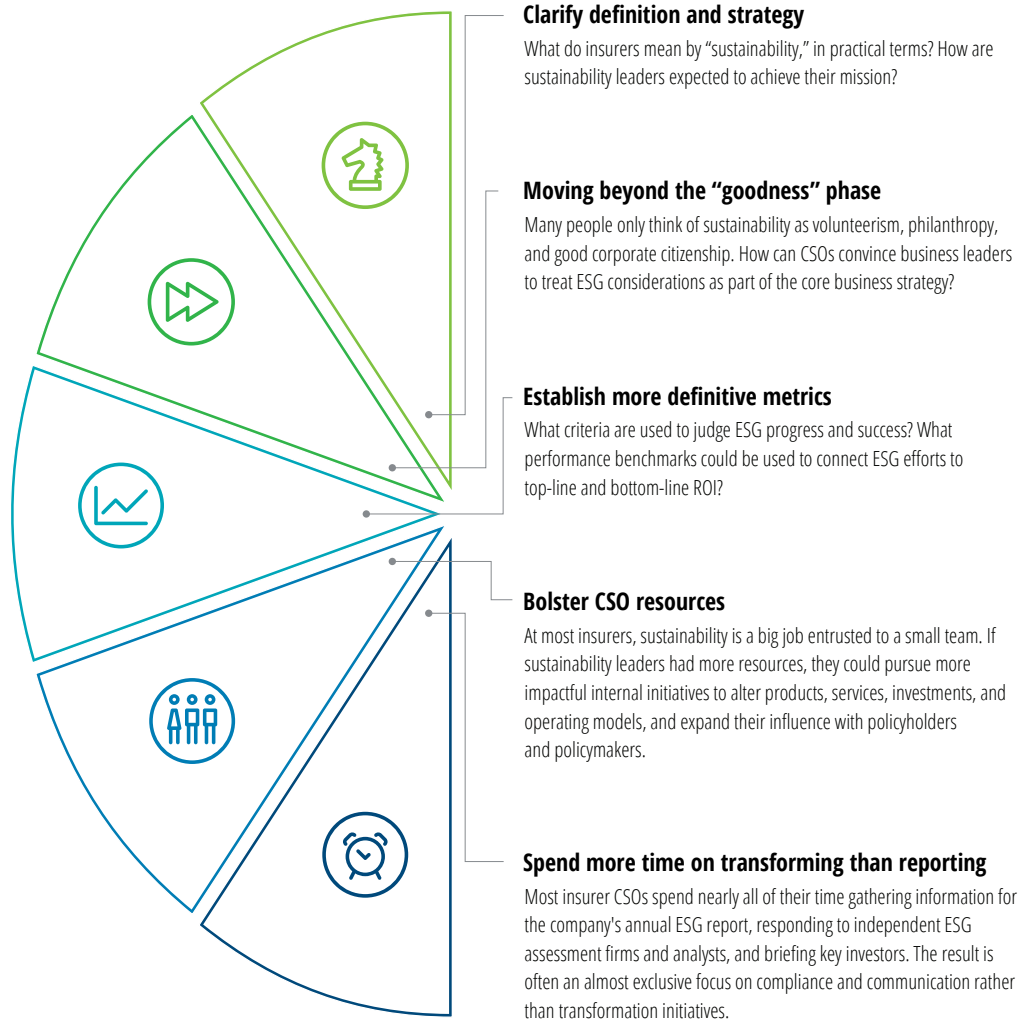 Clarify definition and strategy
What do insurers mean by “sustainability,” in practical terms? How are
sustainability leaders expected to achieve their mission?
Moving beyond the “goodness” phase
Many people only think of sustainability as volunteerism, philanthropy,
and good corporate citizenship. How can CSOs convince business leaders
to treat ESG considerations as part of the core business strategy?
Establish more definitive metrics
What criteria are used to judge ESG progress and success? What
performance benchmarks could be used to connect ESG efforts to
top-line and bottom-line ROI?
Bolster CSO resources
At most insurers, sustainability is a big job entrusted to a small team. If
sustainability leaders had more resources, they could pursue more
impactful internal initiatives to alter products, services, investments, and
operating models, and expand their influence with policyholders
and policymakers.
Spend more time on transforming than reporting
Most insurer CSOs spend nearly all of their time gathering information for
the company's annual ESG report, responding to independent ESG
assessment firms and analysts, and briefing key investors. The result is
often an almost exclusive focus on compliance and communication rather
than transformation initiatives.